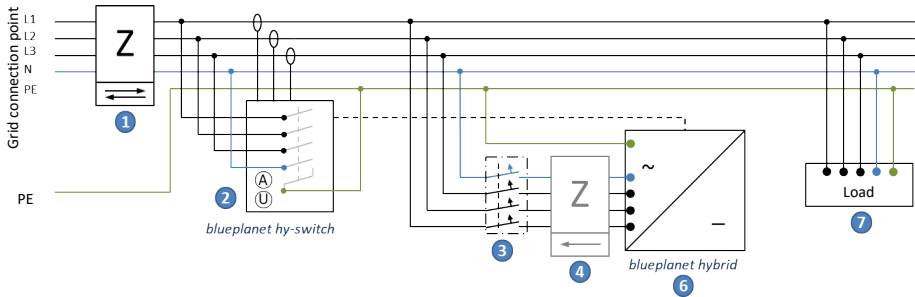 Grid connection point
L1
L2
L3
N
PE
PE
Z
1
2
A
U
blueplanet hy-switch
3
Z
4
~
–
blueplanet hybrid
6
Load
7